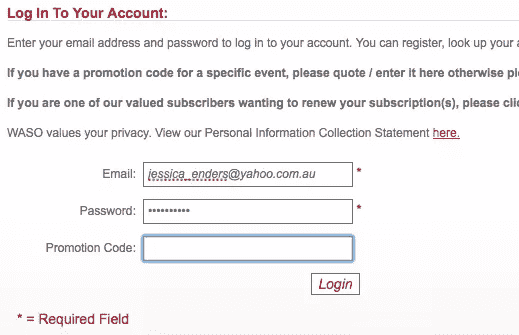 Log In To Your Account:
Enter your email address and password to log in to your account. You can register, look up your
If you have a promotion code for a specific event, please quote / enter it here otherwise
If you are one of our valued subscribers wanting to renew your subscription(s), please
WASO values your privacy. View our Personal Information Collection Statement here.
Email: jessica_enders@yahoo.com.au *
Password: •••••••••• *
Promotion Code:
Login
* = Required Field